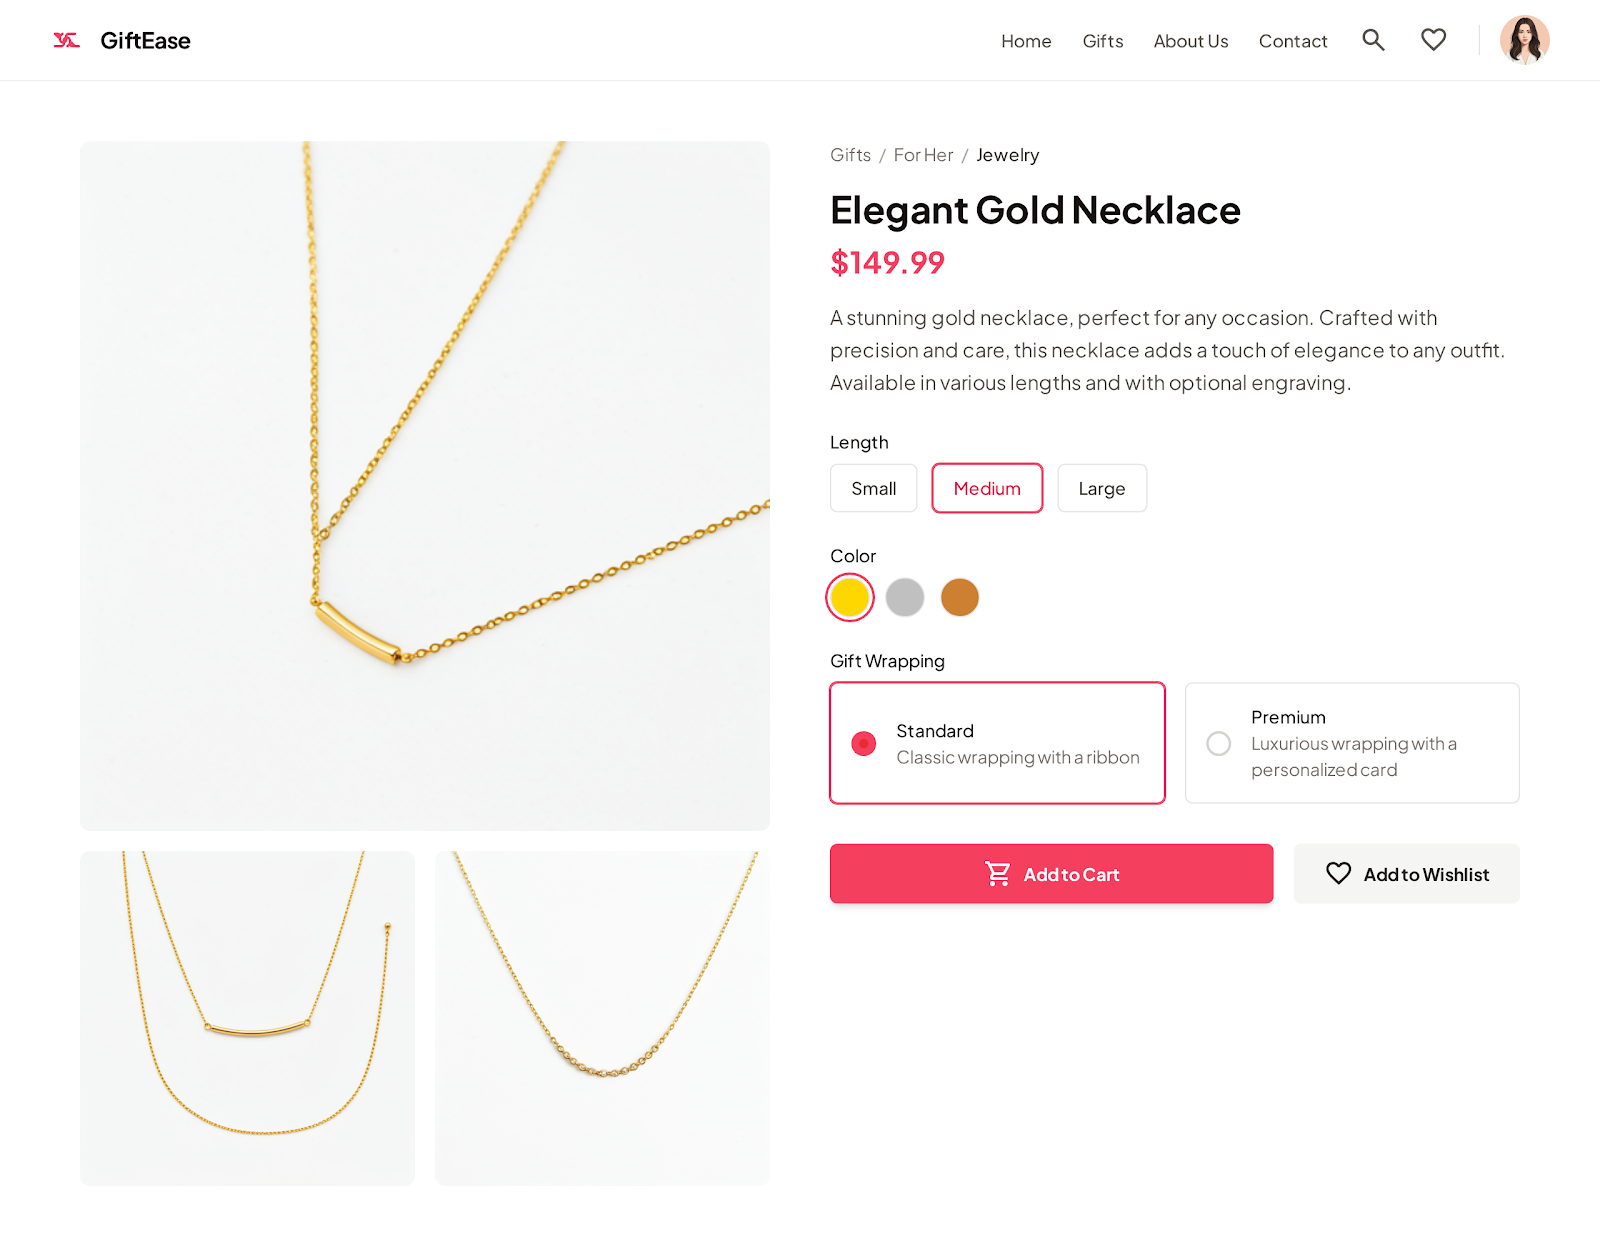 GiftEase
Home
Gifts
About Us
Contact
Gifts / For Her / Jewelry
Elegant Gold Necklace
$149.99
A stunning gold necklace, perfect for any occasion. Crafted with
precision and care, this necklace adds a touch of elegance to any outfit.
Available in various lengths and with optional engraving.
Length
Small
Medium
Large
Color
Gift Wrapping
Standard
Classic wrapping with a ribbon
Premium
Luxurious wrapping with a
personalized card
Add to Cart
Add to Wishlist